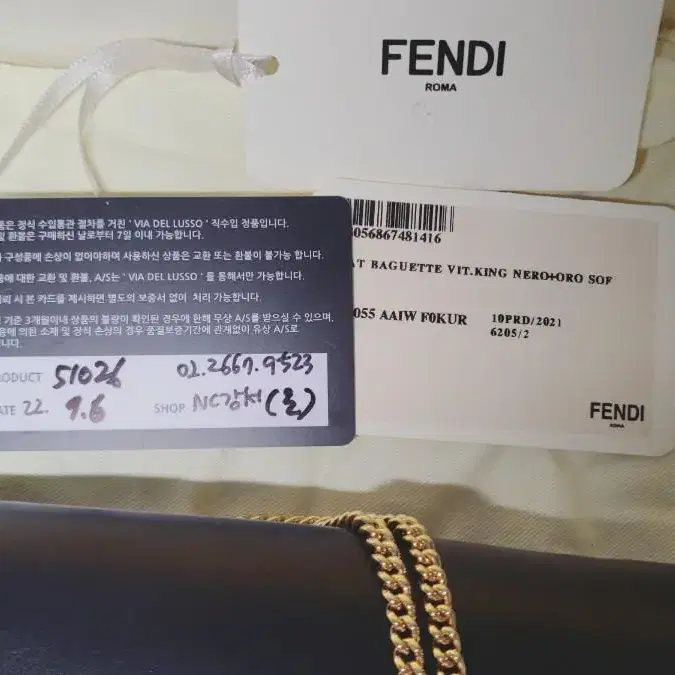 FENDI
ROMA
품은 정식 수입통관 절차를 거친 ' VIA DEL LUSSO ' 직수입 정품입니다.
및 환불은 구매하신 날로부터 7일 이내 가능합니다.
구성품에 손상이 없어야하며 사용하신 상품은 교환 또는 환불이 불가능 합니다.
품에 대한 교환 및 환불, A/S는 ' VIA DEL LUSSO ' 를 통해서만 가능합니다.
의뢰 시 본 카드를 제시하면 별도의 보증서 없이 처리 가능합니다.
기준 3개월이내 상품의 불량이 확인된 경우에 한해 무상 A/S를 받으실 수 있으며,
에 의된 소제 및 장식 손상의 경우 품질보증기간에 관계없이 유상 A/S로
니다.
PRODUCT 51026 02.2667.9523
DATE 22. 9.6 SHOP NC강서(로)
056867481416
AT BAGUETTE VIT.KING NERO+ORO SOF
055 AAIW F0KUR 10PRD/2021
6205/2
FENDI
ROMA